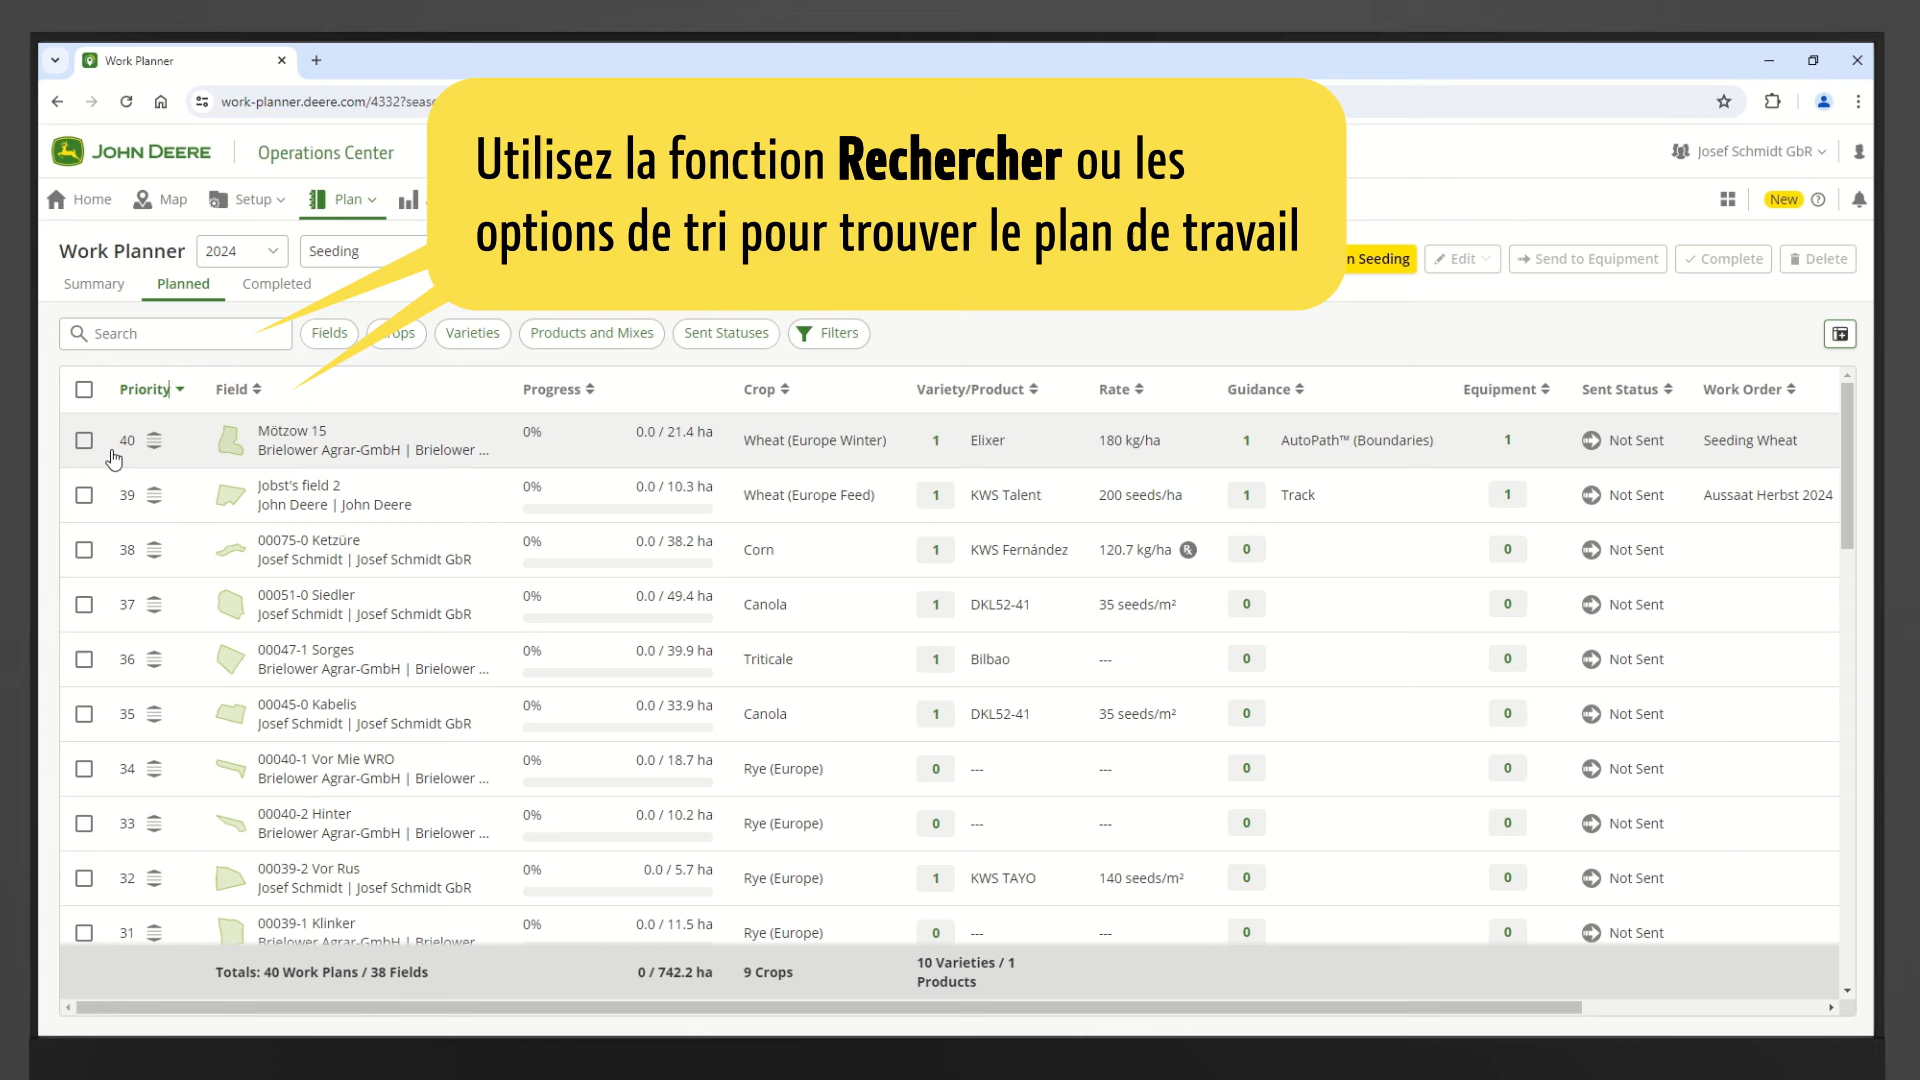 Work Planner
work-planner.deere.com/4332?seas
JOHN DEERE
Operations Center
Josef Schmidt GbR
Utilisez la fonction Rechercher ou les
options de tri pour trouver le plan de travail
Home
Map
Setup
Plan
New
Work Planner
2024
Seeding
n Seeding
Edit
Send to Equipment
Complete
Delete
Summary
Planned
Completed
Search
Fields
ops
Varieties
Products and Mixes
Sent Statuses
Filters
Priority Field Progress Crop Variety/Product Rate Guidance Equipment Sent Status Work Order
40 Mötzow 15 0% 0.0 / 21.4 ha Wheat (Europe Winter) 1 Elixer 180 kg/ha 1 AutoPath™ (Boundaries) 1 Not Sent Seeding Wheat
Brielower Agrar-GmbH | Brielower ...
39 Jobst's field 2 0% 0.0 / 10.3 ha Wheat (Europe Feed) 1 KWS Talent 200 seeds/ha 1 Track 1 Not Sent Aussaat Herbst 2024
John Deere | John Deere
38 00075-0 Ketzüre 0% 0.0 / 38.2 ha Corn 1 KWS Fernández 120.7 kg/ha 0 0 Not Sent
Josef Schmidt | Josef Schmidt GbR
37 00051-0 Siedler 0% 0.0 / 49.4 ha Canola 1 DKL52-41 35 seeds/m² 0 0 Not Sent
Josef Schmidt | Josef Schmidt GbR
36 00047-1 Sorges 0% 0.0 / 39.9 ha Triticale 1 Bilbao --- 0 0 Not Sent
Brielower Agrar-GmbH | Brielower ...
35 00045-0 Kabelis 0% 0.0 / 33.9 ha Canola 1 DKL52-41 35 seeds/m² 0 0 Not Sent
Josef Schmidt | Josef Schmidt GbR
34 00040-1 Vor Mie WRO 0% 0.0 / 18.7 ha Rye (Europe) 0 --- --- 0 0 Not Sent
Brielower Agrar-GmbH | Brielower ...
33 00040-2 Hinter 0% 0.0 / 10.2 ha Rye (Europe) 0 --- --- 0 0 Not Sent
Brielower Agrar-GmbH | Brielower ...
32 00039-2 Vor Rus 0% 0.0 / 5.7 ha Rye (Europe) 1 KWS TAYO 140 seeds/m² 0 0 Not Sent
Josef Schmidt | Josef Schmidt GbR
31 00039-1 Klinker 0% 0.0 / 11.5 ha Rye (Europe) 0 --- --- 0 0 Not Sent
Brielower Agrar-GmbH | Brielower
Totals: 40 Work Plans / 38 Fields 0 / 742.2 ha 9 Crops 10 Varieties / 1
Products